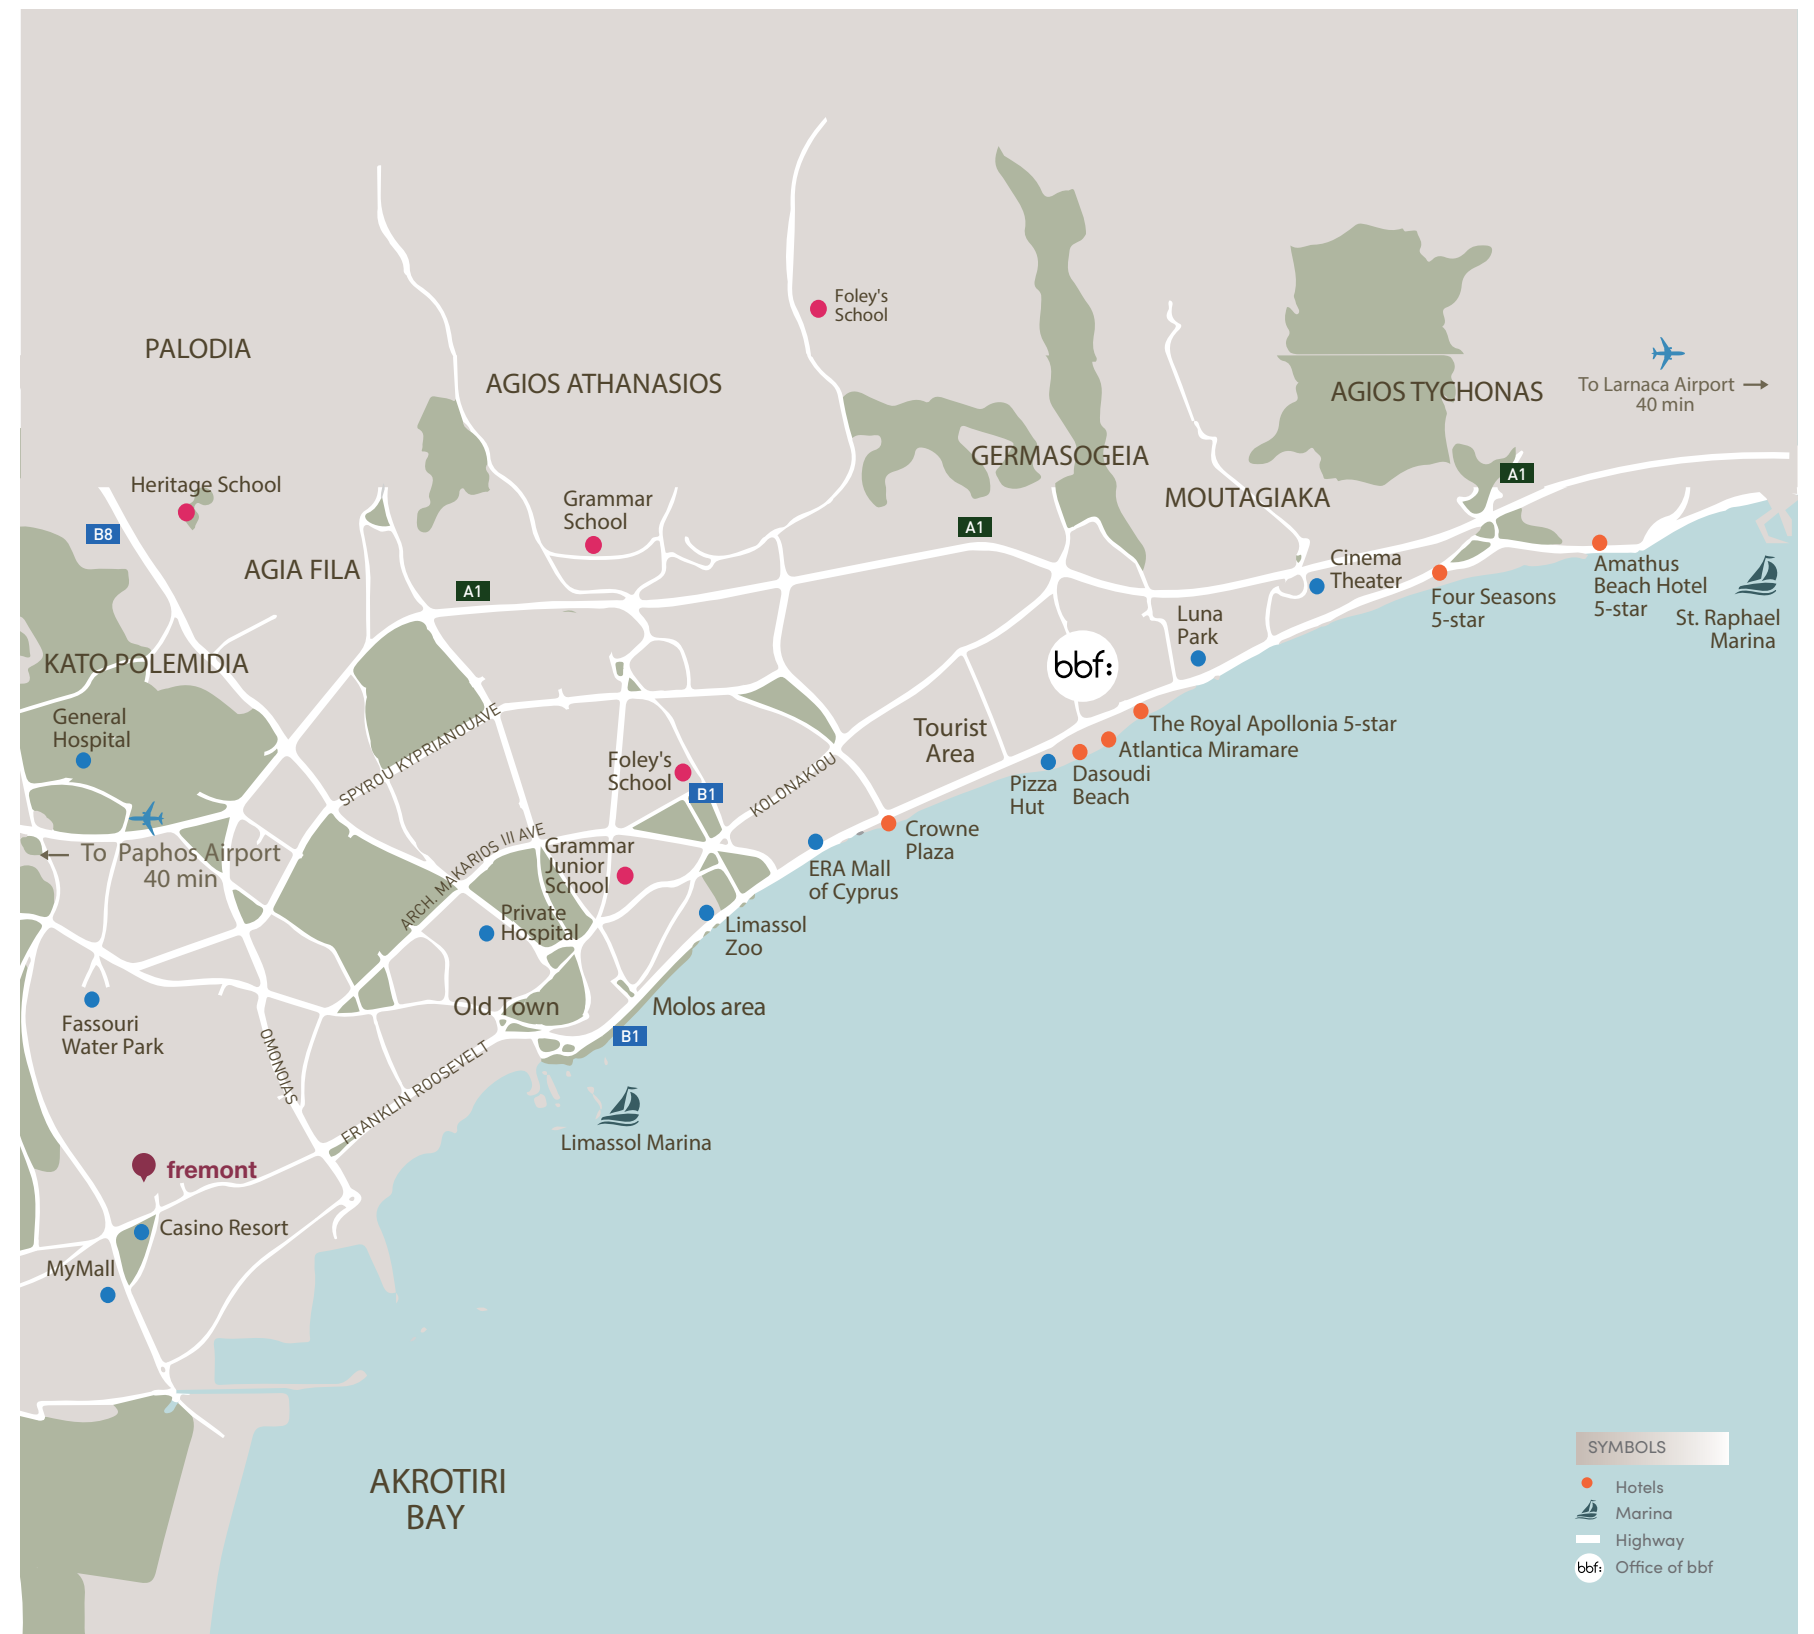 Foley's
School
PALODIA
AGIOS ATHANASIOS
AGIOS TYCHONAS
To Larnaca Airport →
40 min
GERMASOGEIA
Heritage School
Grammar
School
MOUTAGIAKA
A1
B8
A1
AGIA FILA
A1
Cinema
Theater
Amathus
Beach Hotel
5-star
Four Seasons
5-star
St. Raphael
Marina
Luna
Park
KATO POLEMIDIA
bbf:
General
Hospital
SPYROU KYPRIANOUAVE
Tourist
Area
The Royal Apollonia 5-star
Atlantica Miramare
Foley's
School
B1
KOLONAKIOU
Pizza
Hut
Dasoudi
Beach
← To Paphos Airport
40 min
ARCH. MAKARIOS III AVE
Grammar
Junior
School
Crowne
Plaza
ERA Mall
of Cyprus
Private
Hospital
Limassol
Zoo
Old Town
Molos area
B1
Fassouri
Water Park
OMONOIAS
FRANKLIN ROOSEVELT
Limassol Marina
fremont
Casino Resort
MyMall
AKROTIRI
BAY
SYMBOLS
Hotels
Marina
Highway
bbf: Office of bbf